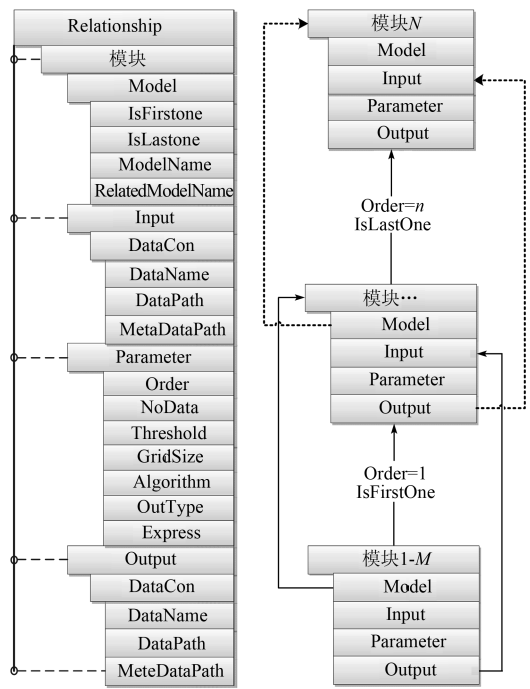 Relationship
模块
Model
IsFirstone
IsLastone
ModelName
RelatedModelName
Input
DataCon
DataName
DataPath
MetaDataPath
Parameter
Order
NoData
Threshold
GridSize
Algorithm
OutType
Express
Output
DataCon
DataName
DataPath
MeteDataPath
模块N
Model
Input
Parameter
Output
Order=n
IsLastOne
模块…
Model
Input
Parameter
Output
Order=1
IsFirstOne
模块1-M
Model
Input
Parameter
Output